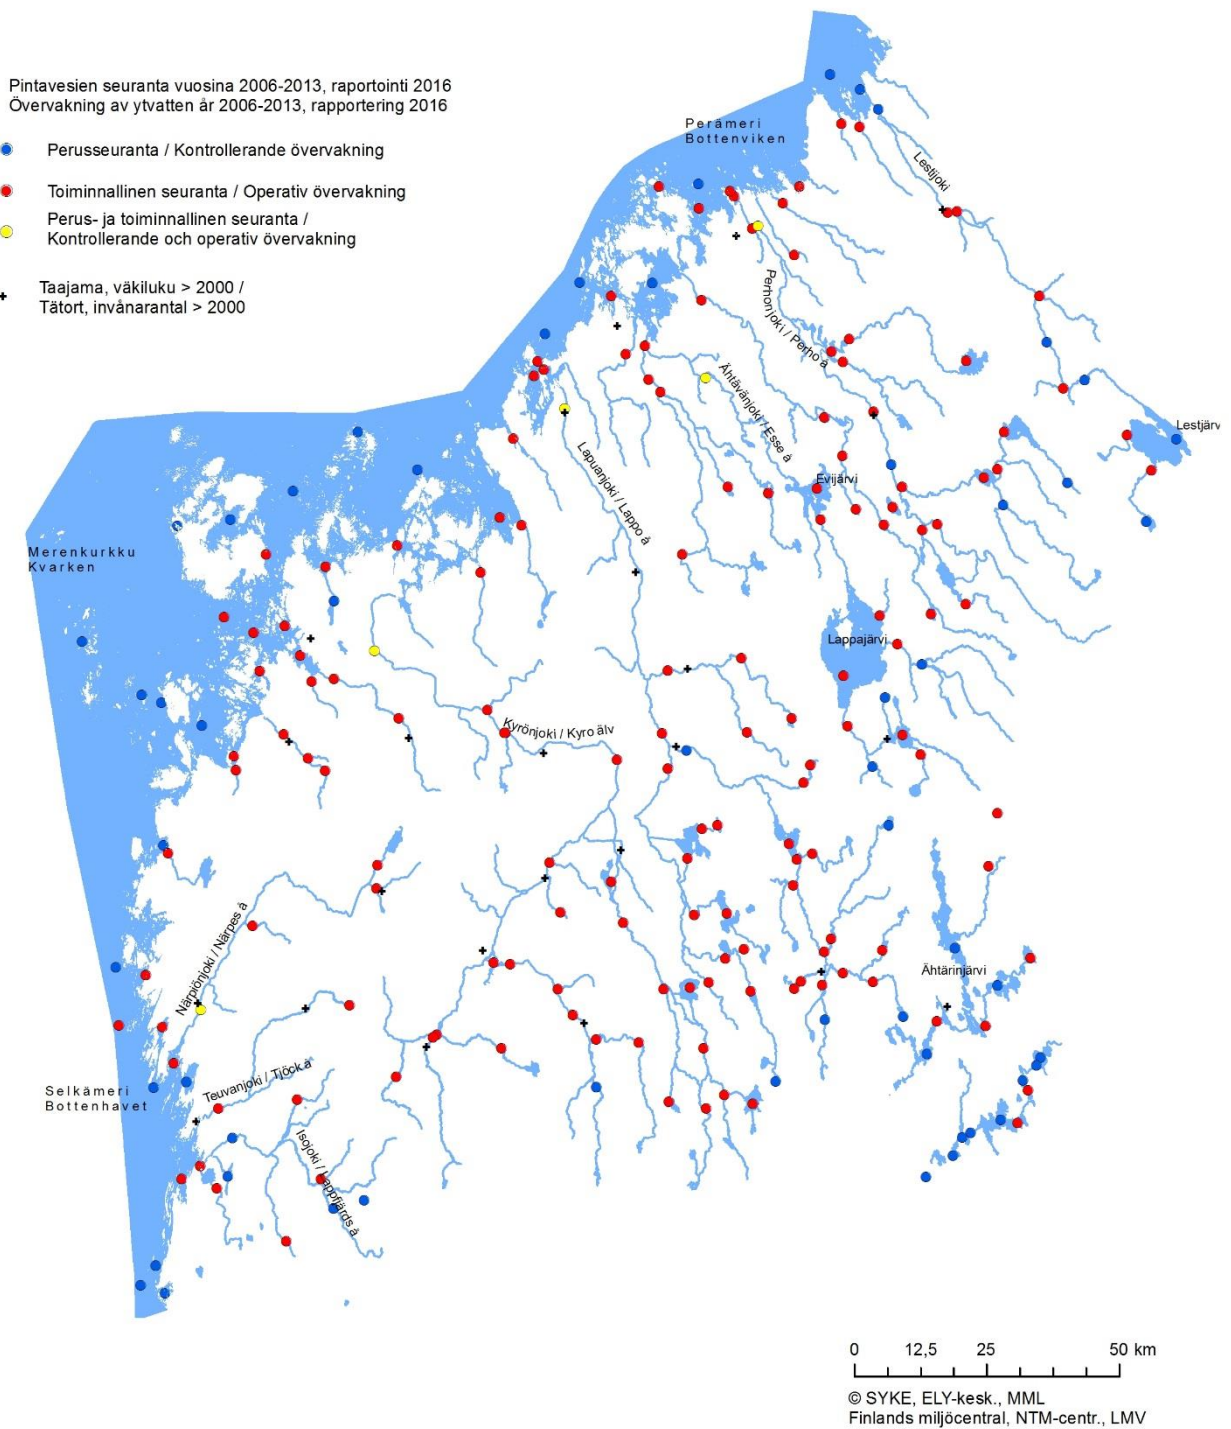 Pintavesien seuranta vuosina 2006-2013, raportointi 2016
Övervakning av ytvatten år 2006-2013, rapportering 2016
Perusseuranta / Kontrollerande övervakning
Toiminnallinen seuranta / Operativ övervakning
Perus- ja toiminnallinen seuranta /
Kontrollerande och operativ övervakning
Taajama, väkiluku > 2000 /
Tätort, invånarantal > 2000
Perämeri
Bottenviken
Lestijoki
Perhonjoki / Perho å
Ähtävänjoki / Esse å
Lestjärv
Lapuanjoki / Lappo å
Evijärvi
Merenkurkku
Kvarken
Lappajärvi
Kyrönjoki / Kyro älv
Närpiönjoki / Närpes å
Ähtärinjärvi
Selkämeri
Bottenhavet
Teuvanjoki / Tjöck å
Isojoki / Lappfjärds å
0 12,5 25 50 km
© SYKE, ELY-kesk., MML
Finlands miljöcentral, NTM-centr., LMV